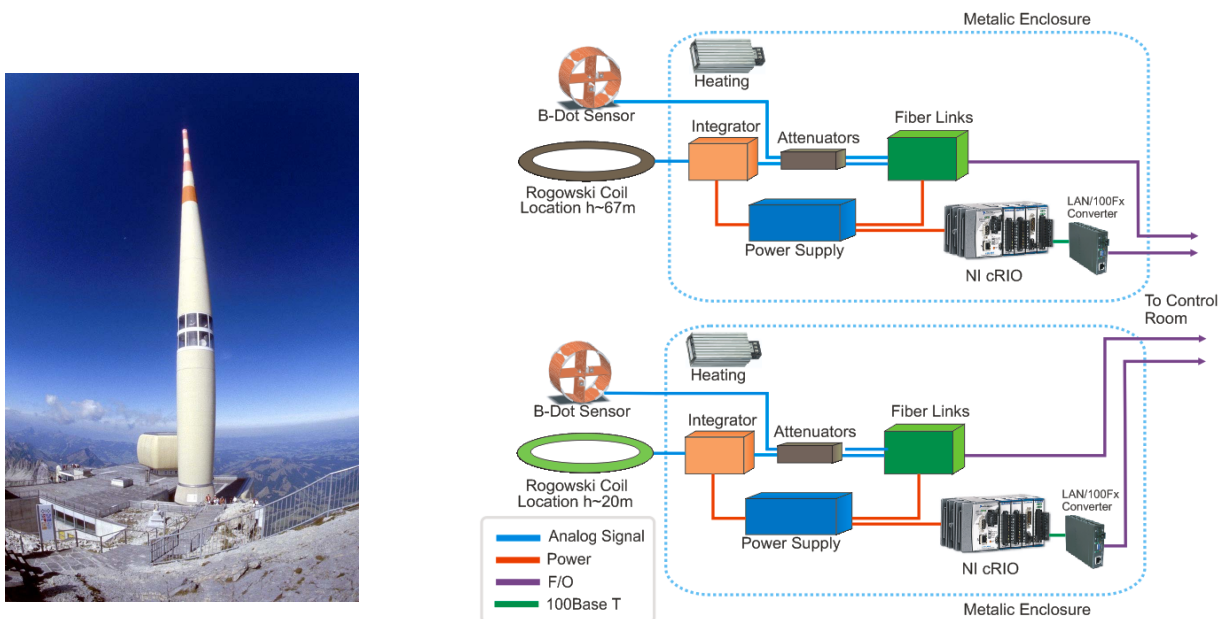 Metalic Enclosure
Heating
B-Dot Sensor
Integrator
Attenuators
Fiber Links
Rogowski Coil
Location h~67m
Power Supply
NI cRIO
LAN/100Fx
Converter
To Control
Room
Heating
B-Dot Sensor
Integrator
Attenuators
Fiber Links
Rogowski Coil
Location h~20m
Power Supply
NI cRIO
LAN/100Fx
Converter
Analog Signal
Power
F/O
100Base T
Metalic Enclosure